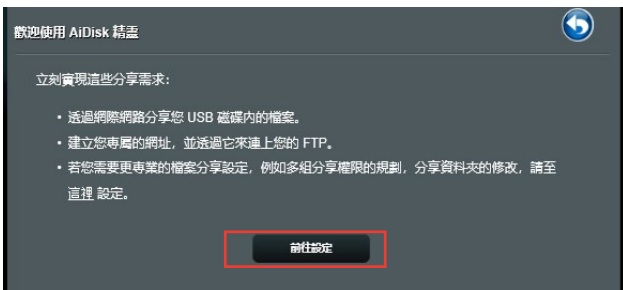 歡迎使用 AiDisk 精靈
立刻實現這些分享需求：
• 透過網際網路分享您 USB 磁碟內的檔案。
• 建立您專屬的網址，並透過它來連上您的 FTP。
• 若您需要更專業的檔案分享設定，例如多組分享權限的規劃，分享資料夾的修改，請至
這裡 設定。
前往設定